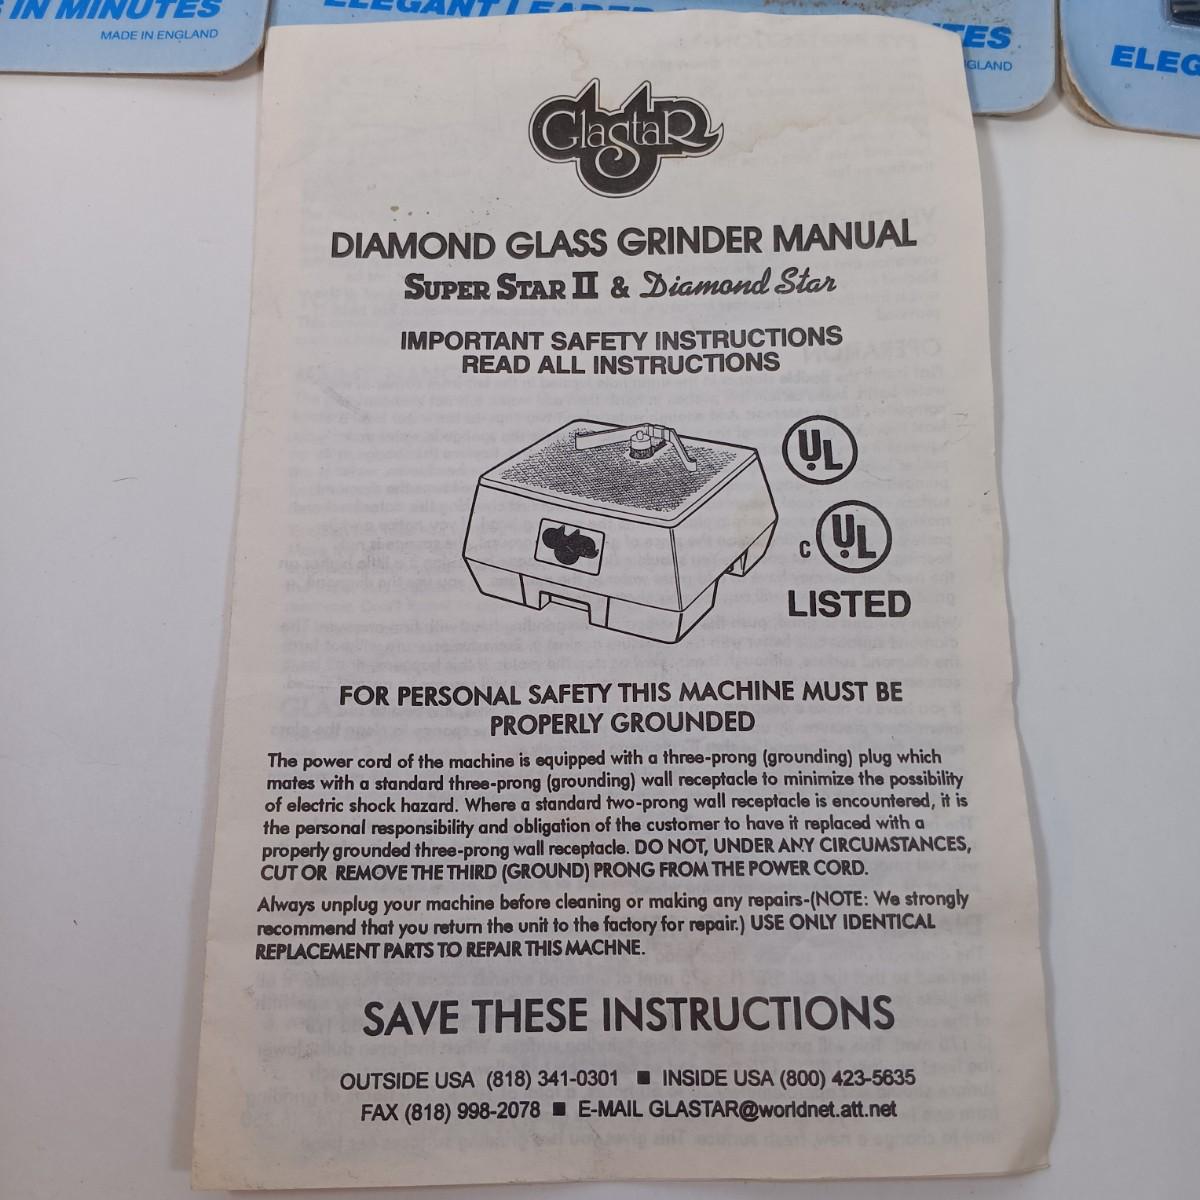 S IN MINUTES
MADE IN ENGLAND
ELEGANT
TES
GLAND
ELEG
GlastaR
DIAMOND GLASS GRINDER MANUAL
SUPER STAR II & Diamond Star
IMPORTANT SAFETY INSTRUCTIONS
READ ALL INSTRUCTIONS
UL
C UL
LISTED
FOR PERSONAL SAFETY THIS MACHINE MUST BE
PROPERLY GROUNDED
The power cord of the machine is equipped with a three-prong (grounding) plug which
mates with a standard three-prong (grounding) wall receptacle to minimize the possibility
of electric shock hazard. Where a standard two-prong wall receptacle is encountered, it is
the personal responsibility and obligation of the customer to have it replaced with a
properly grounded three-prong wall receptacle. DO NOT, UNDER ANY CIRCUMSTANCES,
CUT OR REMOVE THE THIRD (GROUND) PRONG FROM THE POWER CORD.
Always unplug your machine before cleaning or making any repairs-(NOTE: We strongly
recommend that you return the unit to the factory for repair.) USE ONLY IDENTICAL
REPLACEMENT PARTS TO REPAIR THIS MACHNE.
SAVE THESE INSTRUCTIONS
OUTSIDE USA (818) 341-0301 ■ INSIDE USA (800) 423-5635
FAX (818) 998-2078 ■ E-MAIL GLASTAR@worldnet.att.net